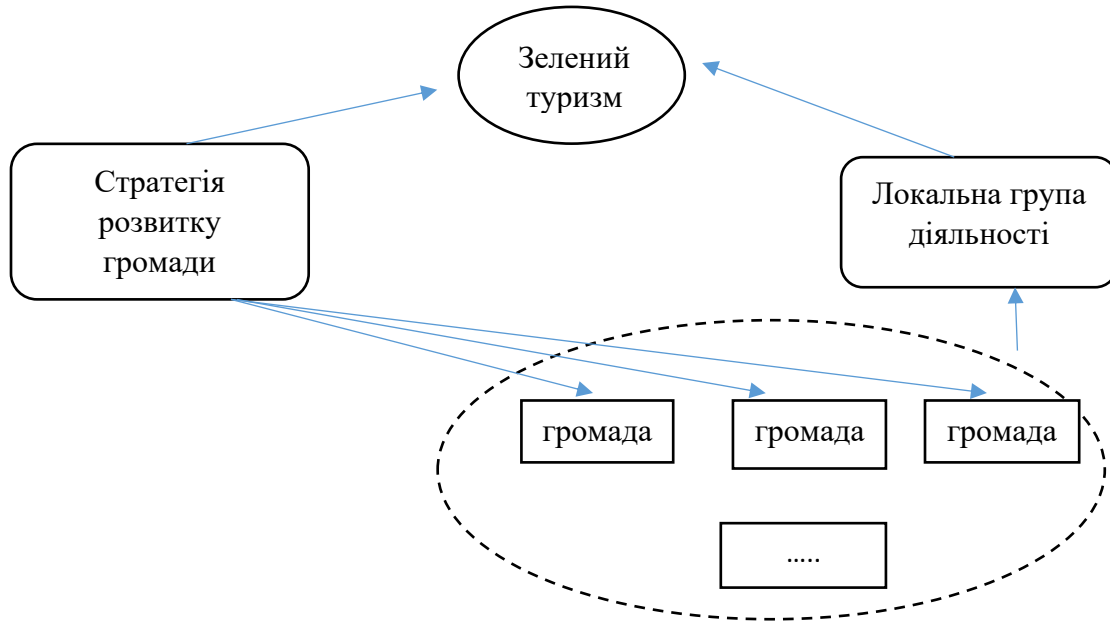 Зелений
туризм
Стратегія
розвитку
громади
Локальна група
діяльності
громада
громада
громада
.....